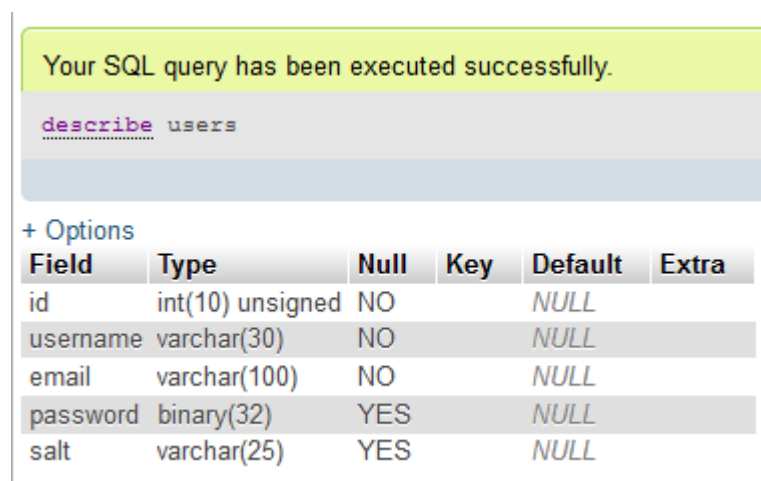 Your SQL query has been executed successfully.
describe users
+ Options
Field Type Null Key Default Extra
id int(10) unsigned NO NULL
username varchar(30) NO NULL
email varchar(100) NO NULL
password binary(32) YES NULL
salt varchar(25) YES NULL